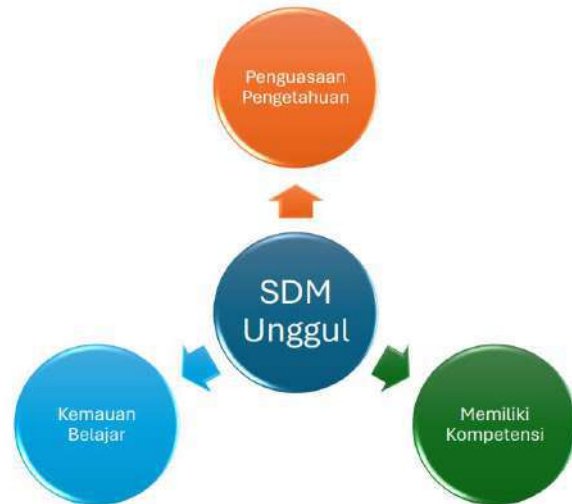 Penguasaan
Pengetahuan
SDM
Unggul
Kemauan
Belajar
Memiliki
Kompetensi